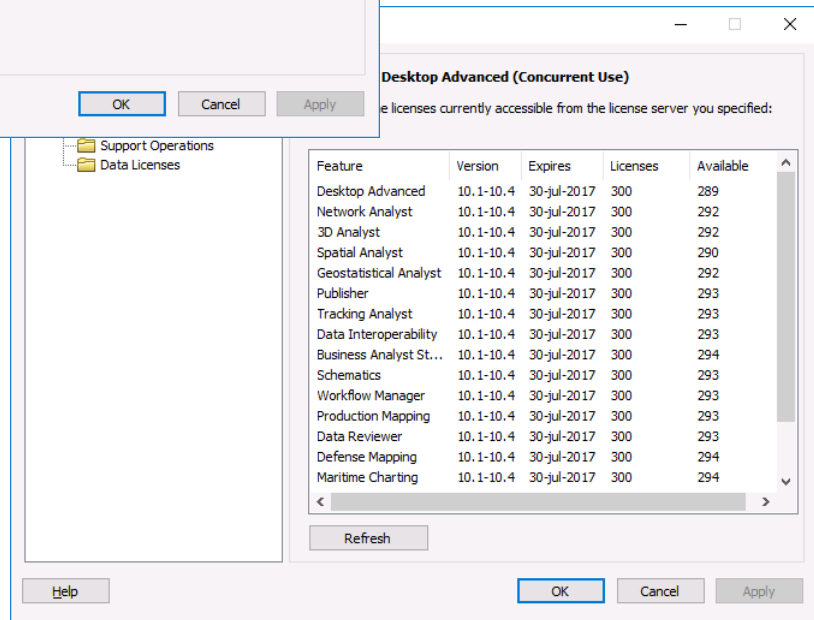 OK Cancel Apply
Desktop Advanced (Concurrent Use)
licenses currently accessible from the license server you specified:
Support Operations
Data Licenses
Feature Version Expires Licenses Available
Desktop Advanced 10.1-10.4 30-jul-2017 300 289
Network Analyst 10.1-10.4 30-jul-2017 300 292
3D Analyst 10.1-10.4 30-jul-2017 300 292
Spatial Analyst 10.1-10.4 30-jul-2017 300 290
Geostatistical Analyst 10.1-10.4 30-jul-2017 300 292
Publisher 10.1-10.4 30-jul-2017 300 293
Tracking Analyst 10.1-10.4 30-jul-2017 300 293
Data Interoperability 10.1-10.4 30-jul-2017 300 293
Business Analyst St... 10.1-10.4 30-jul-2017 300 294
Schematics 10.1-10.4 30-jul-2017 300 293
Workflow Manager 10.1-10.4 30-jul-2017 300 293
Production Mapping 10.1-10.4 30-jul-2017 300 293
Data Reviewer 10.1-10.4 30-jul-2017 300 293
Defense Mapping 10.1-10.4 30-jul-2017 300 294
Maritime Charting 10.1-10.4 30-jul-2017 300 294
Refresh
Help OK Cancel Apply